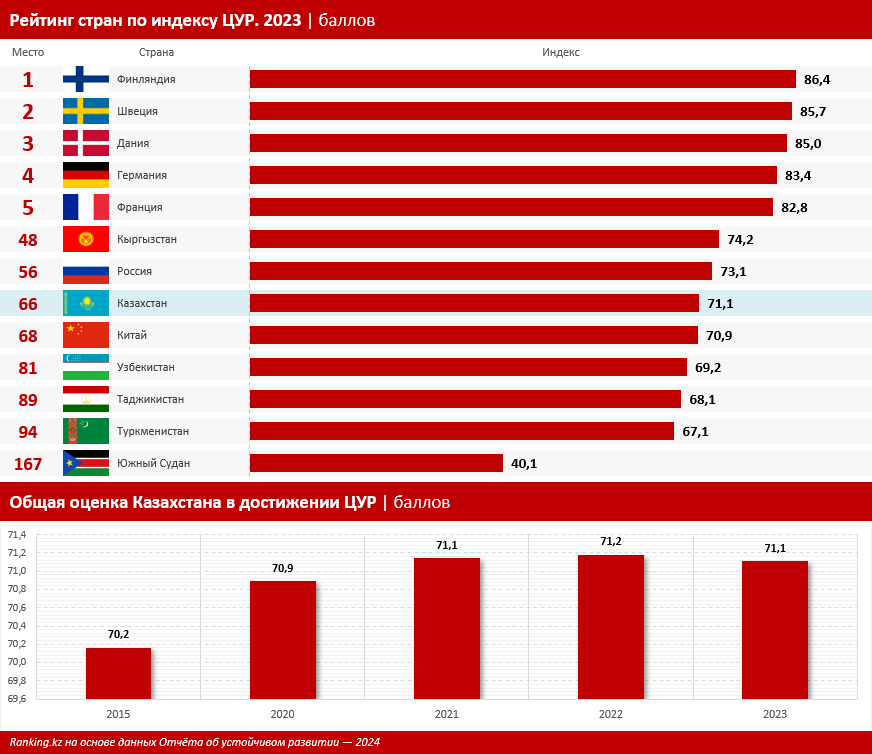 Рейтинг стран по индексу ЦУР. 2023 | баллов
Место Страна Индекс
1 Финляндия 86,4
2 Швеция 85,7
3 Дания 85,0
4 Германия 83,4
5 Франция 82,8
48 Кыргызстан 74,2
56 Россия 73,1
66 Казахстан 71,1
68 Китай 70,9
81 Узбекистан 69,2
89 Таджикистан 68,1
94 Туркменистан 67,1
167 Южный Судан 40,1
Общая оценка Казахстана в достижении ЦУР | баллов
71,4
71,2
71,0
70,8
70,6
70,4
70,2
70,0
69,8
69,6
70,2 70,9 71,1 71,2 71,1
2015 2020 2021 2022 2023
Ranking.kz на основе данных Отчёта об устойчивом развитии — 2024